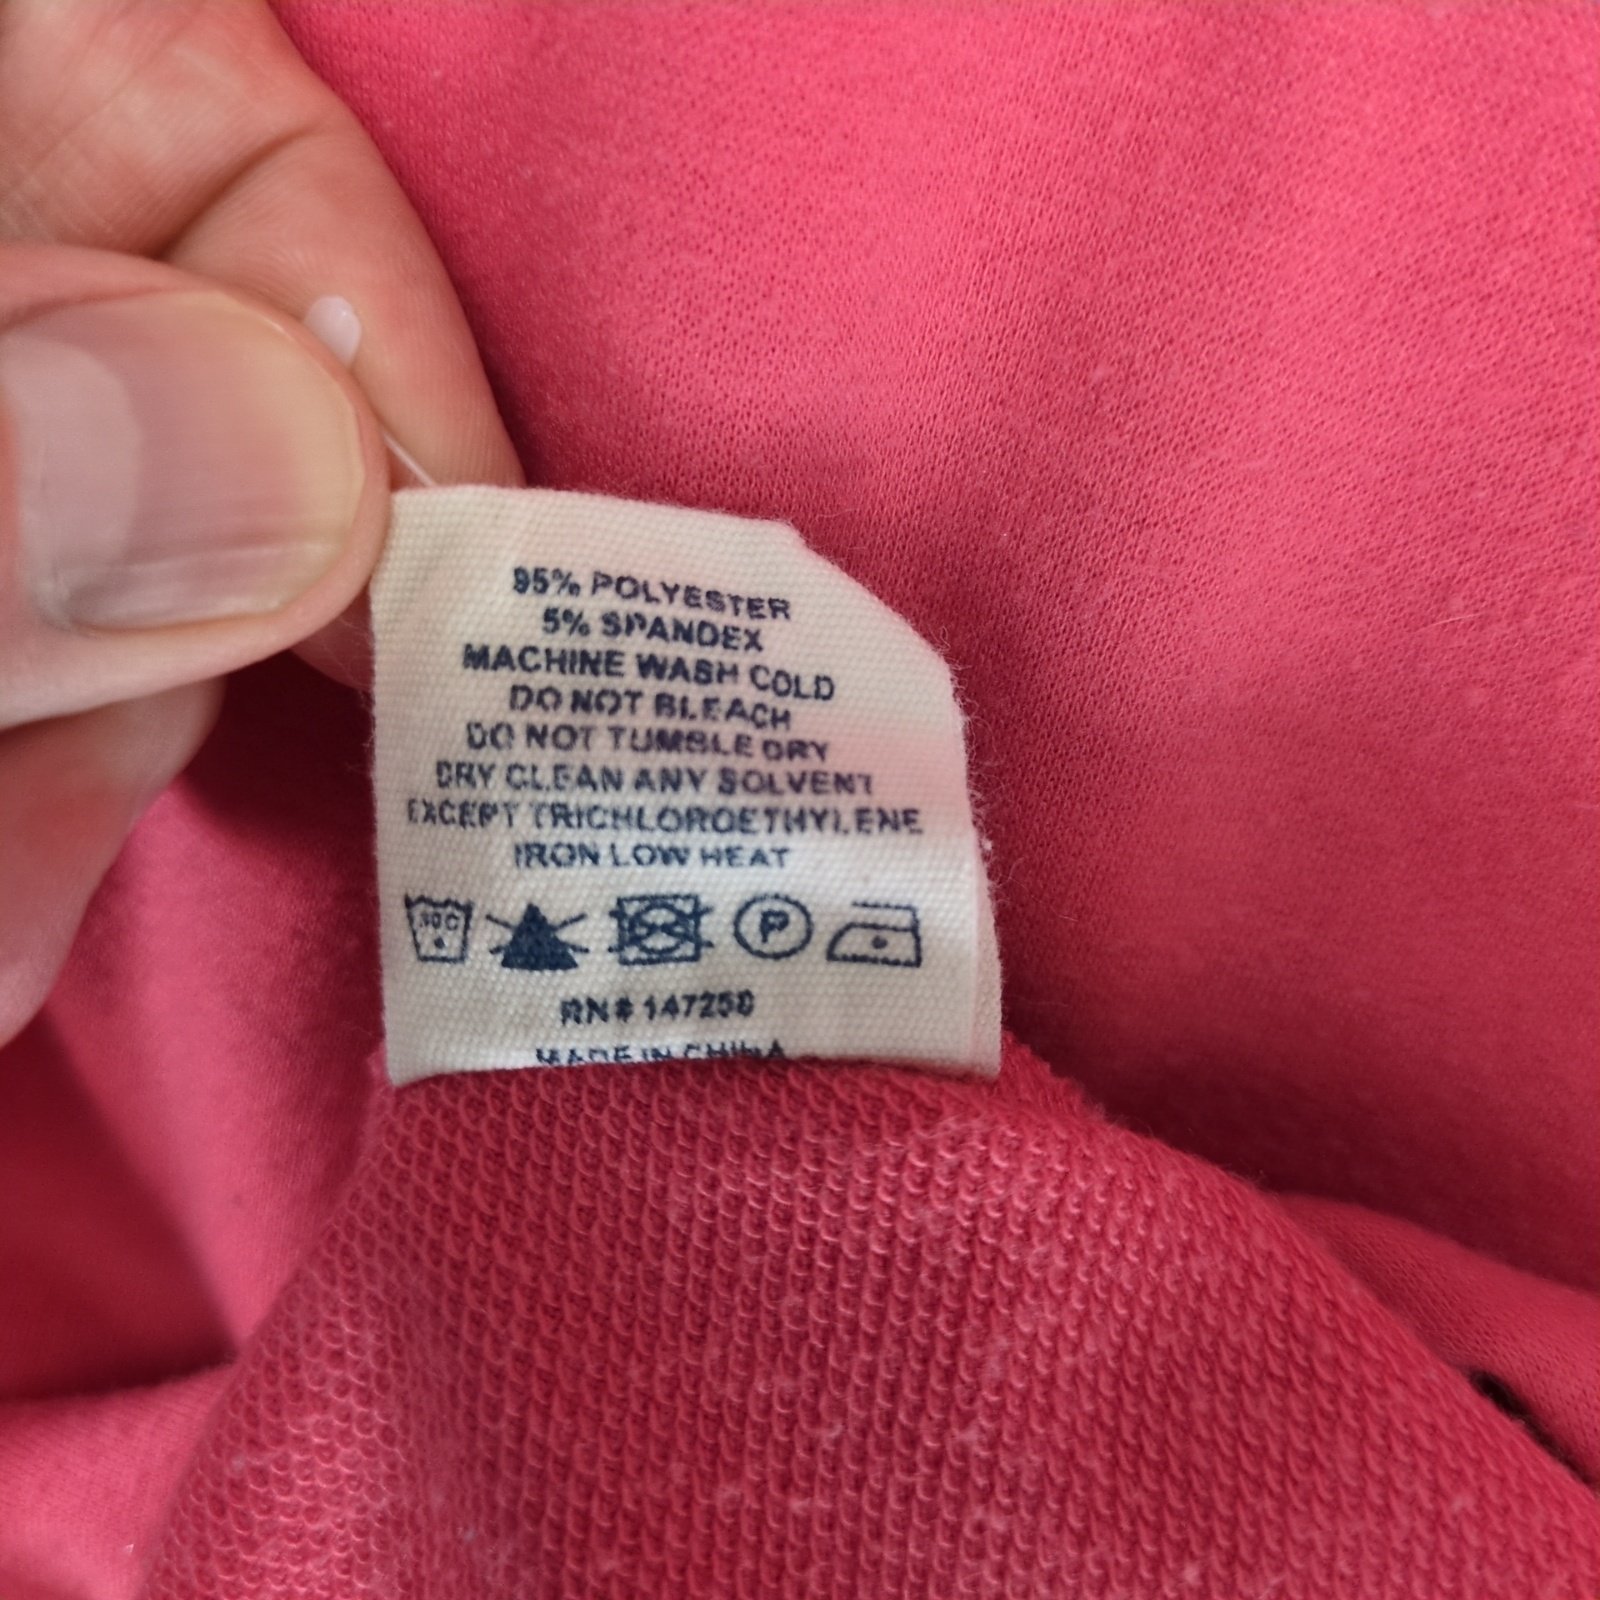 95% POLYESTER
5% SPANDEX
MACHINE WASH COLD
DO NOT BLEACH
DO NOT TUMBLE DRY
DRY CLEAN ANY SOLVENT
EXCEPT TRICHLOROETHYLENE
IRON LOW HEAT
30C P
RN# 147258
MADE IN CHINA